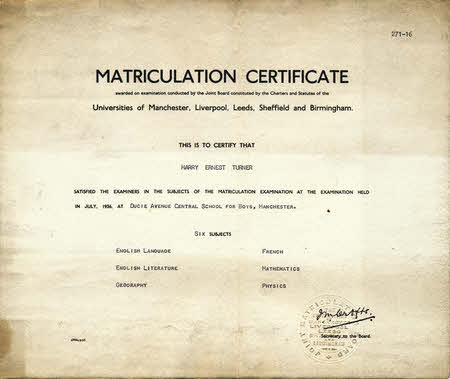 271-16
MATRICULATION CERTIFICATE
awarded on examination conducted by the Joint Board constituted by the Charters and Statutes of the
Universities of Manchester, Liverpool, Leeds, Sheffield and Birmingham.
THIS IS TO CERTIFY THAT
HARRY ERNEST TURNER
SATISFIED THE EXAMINERS IN THE SUBJECTS OF THE MATRICULATION EXAMINATION AT THE EXAMINATION HELD
IN JULY, 1936, AT DUCIE AVENUE CENTRAL SCHOOL FOR BOYS, MANCHESTER.
SIX SUBJECTS
ENGLISH LANGUAGE FRENCH
ENGLISH LITERATURE MATHEMATICS
GEOGRAPHY PHYSICS
Secretary to the Board.